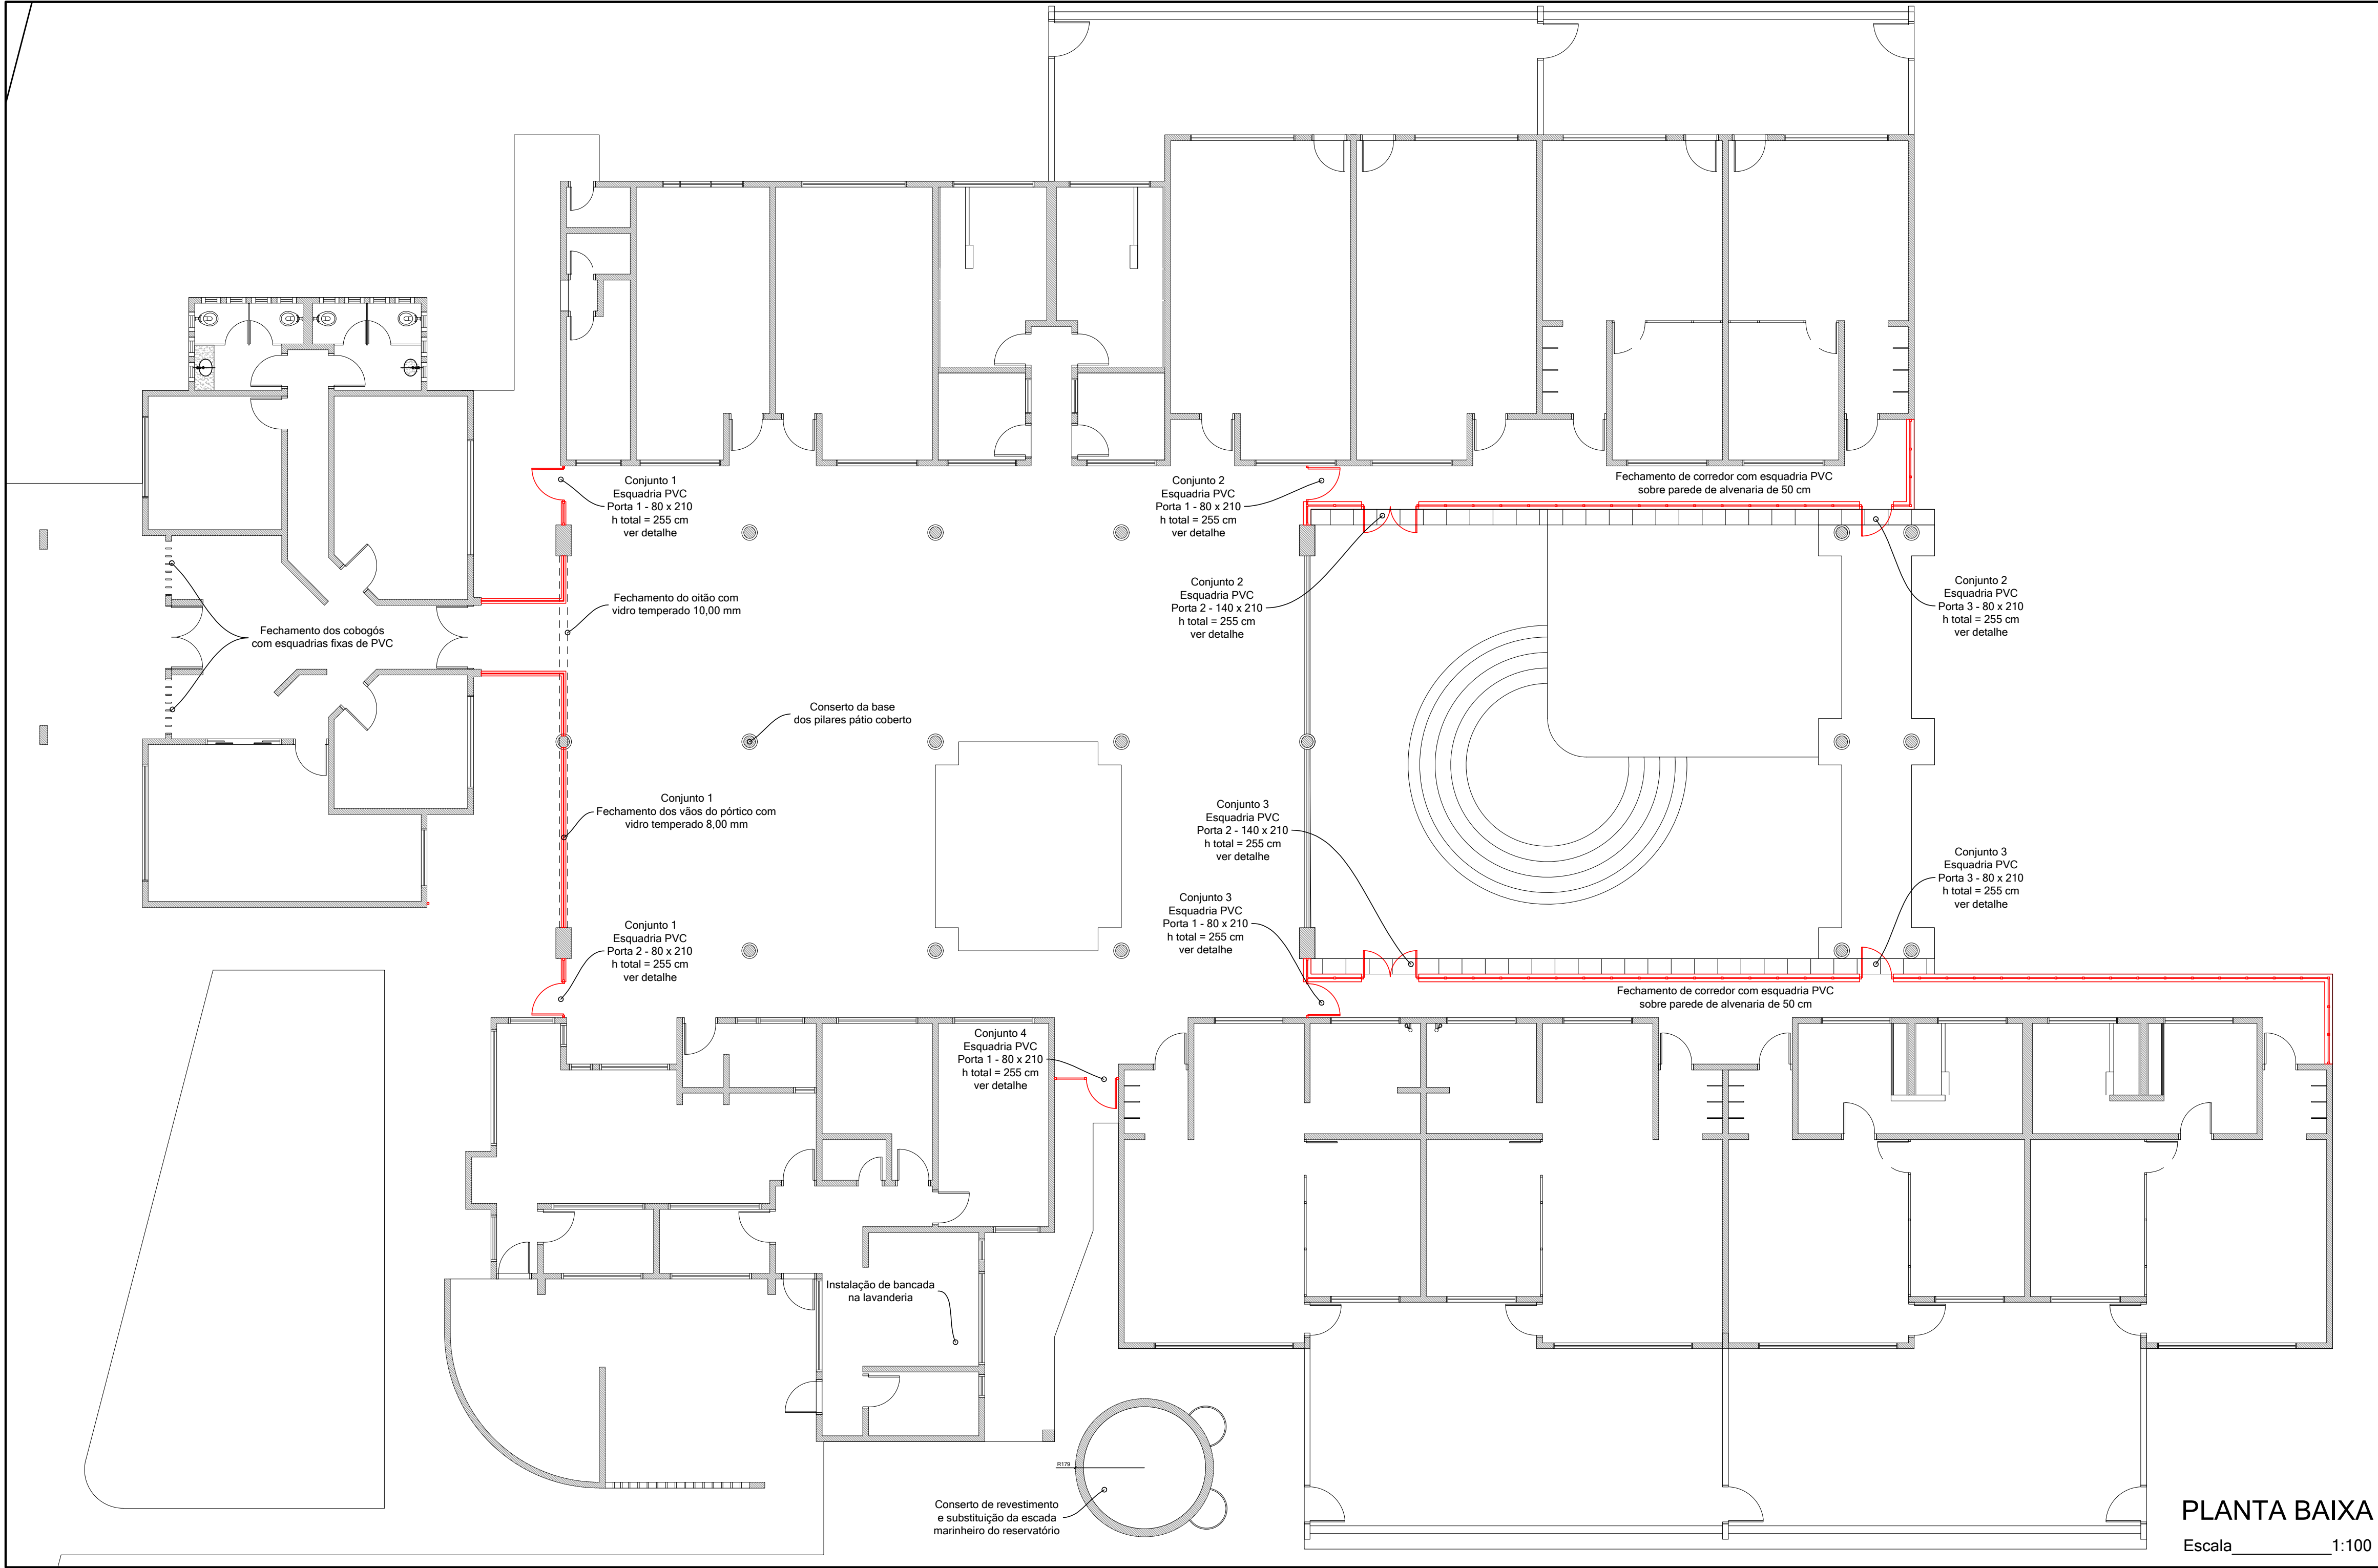 Conjunto 1
Esquadria PVC
Porta 1 - 80 x 210
h total = 255 cm
ver detalhe
Conjunto 2
Esquadria PVC
Porta 1 - 80 x 210
h total = 255 cm
ver detalhe
Fechamento de corredor com esquadria PVC
sobre parede de alvenaria de 50 cm
Conjunto 2
Esquadria PVC
Porta 2 - 140 x 210
h total = 255 cm
ver detalhe
Conjunto 2
Esquadria PVC
Porta 3 - 80 x 210
h total = 255 cm
ver detalhe
Fechamento do oitão com
vidro temperado 10,00 mm
Fechamento dos cobogós
com esquadrias fixas de PVC
Conserto da base
dos pilares pátio coberto
Conjunto 1
Fechamento dos vãos do pórtico com
vidro temperado 8,00 mm
Conjunto 3
Esquadria PVC
Porta 2 - 140 x 210
h total = 255 cm
ver detalhe
Conjunto 3
Esquadria PVC
Porta 3 - 80 x 210
h total = 255 cm
ver detalhe
Conjunto 3
Esquadria PVC
Porta 1 - 80 x 210
h total = 255 cm
ver detalhe
Conjunto 1
Esquadria PVC
Porta 2 - 80 x 210
h total = 255 cm
ver detalhe
Fechamento de corredor com esquadria PVC
sobre parede de alvenaria de 50 cm
Conjunto 4
Esquadria PVC
Porta 1 - 80 x 210
h total = 255 cm
ver detalhe
Instalação de bancada
na lavanderia
R179
Conserto de revestimento
e substituição da escada
marinheiro do reservatório
PLANTA BAIXA
Escala 1:100